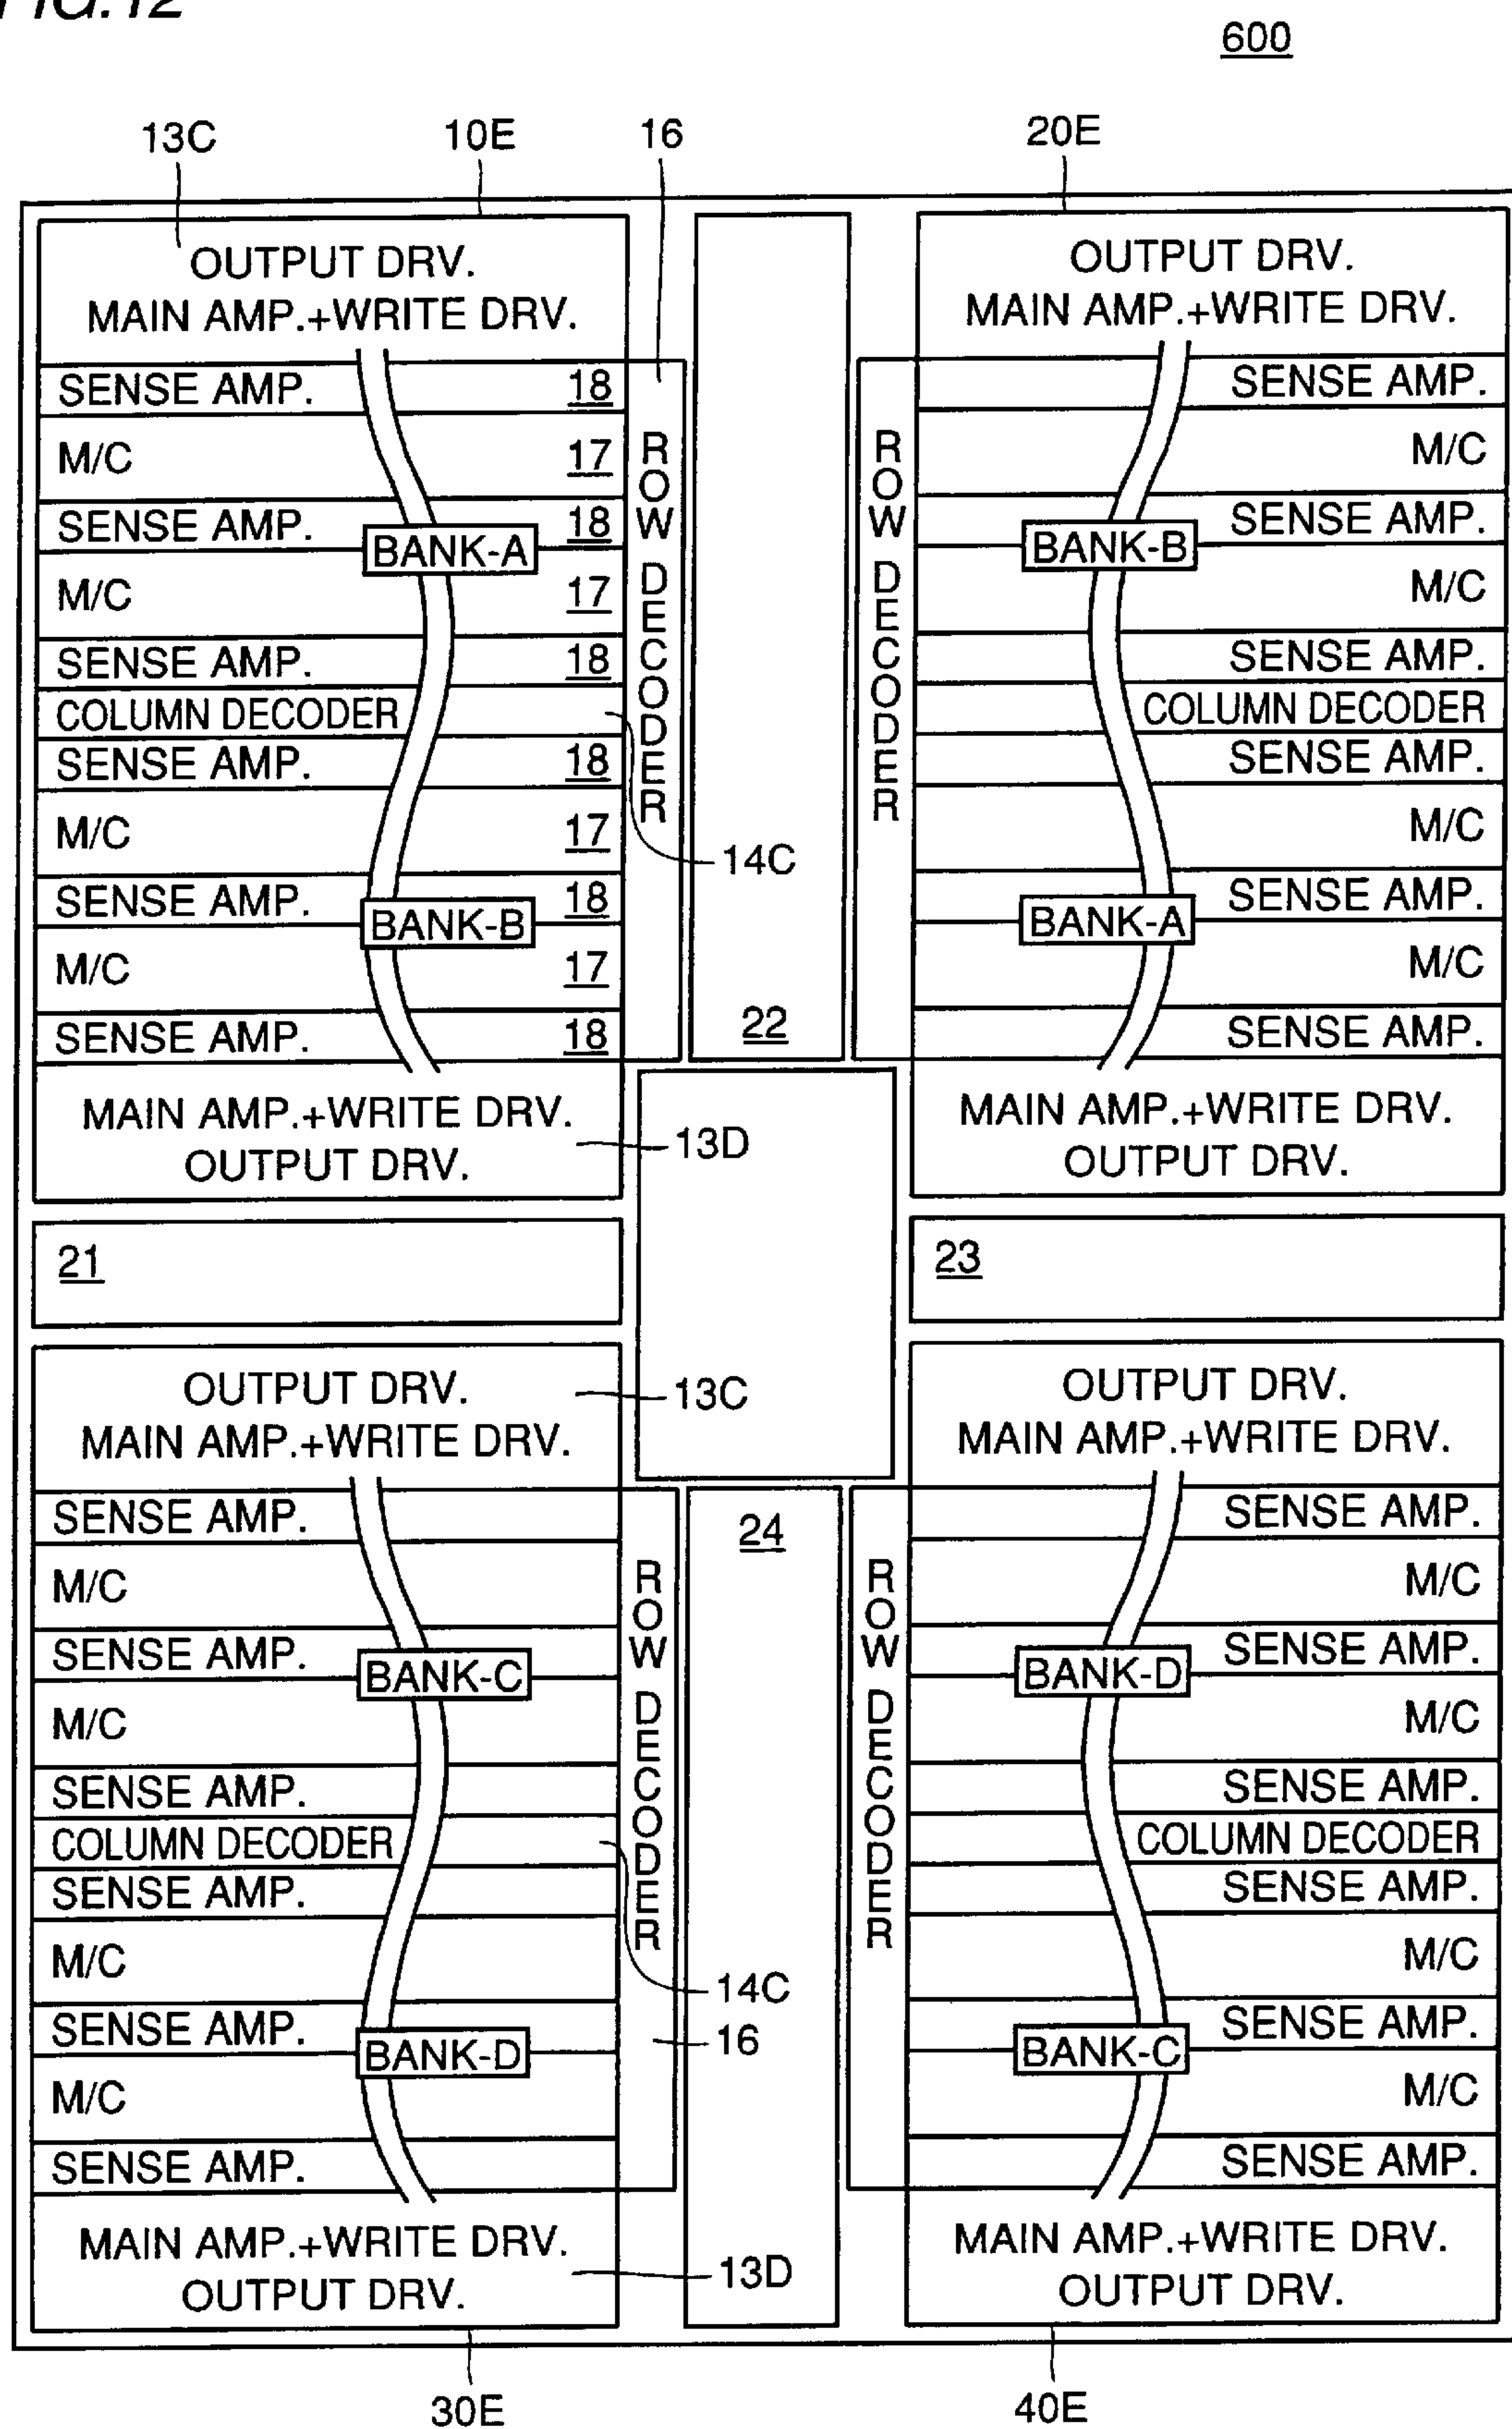 FIG.12
600
13C
10E
16
20E
OUTPUT DRV.
MAIN AMP.+WRITE DRV.
SENSE AMP. 18
M/C 17
SENSE AMP. 18
BANK-A
M/C 17
SENSE AMP. 18
COLUMN DECODER
SENSE AMP. 18
M/C 17
14C
SENSE AMP. 18
BANK-B
M/C 17
SENSE AMP. 18
MAIN AMP.+WRITE DRV.
OUTPUT DRV.
13D
ROW DECODER
22
ROW DECODER
OUTPUT DRV.
MAIN AMP.+WRITE DRV.
SENSE AMP.
M/C
SENSE AMP.
BANK-B
M/C
SENSE AMP.
COLUMN DECODER
SENSE AMP.
M/C
SENSE AMP.
BANK-A
M/C
SENSE AMP.
MAIN AMP.+WRITE DRV.
OUTPUT DRV.
21
23
OUTPUT DRV.
MAIN AMP.+WRITE DRV.
13C
SENSE AMP.
M/C
SENSE AMP.
BANK-C
M/C
SENSE AMP.
COLUMN DECODER
SENSE AMP.
M/C
14C
SENSE AMP.
16
BANK-D
M/C
SENSE AMP.
MAIN AMP.+WRITE DRV.
OUTPUT DRV.
13D
ROW DECODER
24
ROW DECODER
OUTPUT DRV.
MAIN AMP.+WRITE DRV.
SENSE AMP.
M/C
SENSE AMP.
BANK-D
M/C
SENSE AMP.
COLUMN DECODER
SENSE AMP.
M/C
SENSE AMP.
BANK-C
M/C
SENSE AMP.
MAIN AMP.+WRITE DRV.
OUTPUT DRV.
30E
40E